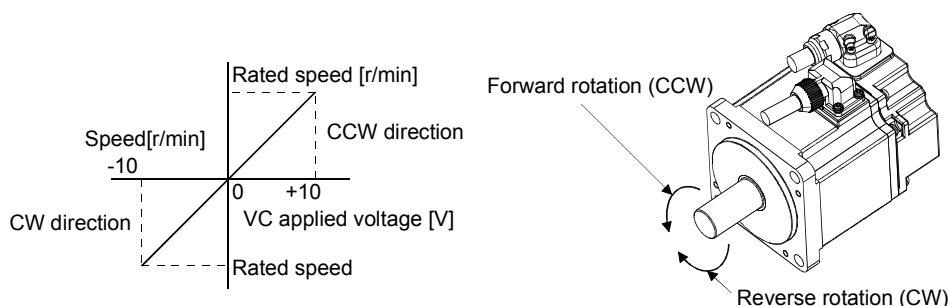 Rated speed [r/min]
CCW direction
Speed[r/min]
-10
0
+10
VC applied voltage [V]
CW direction
Rated speed
Forward rotation (CCW)
Reverse rotation (CW)